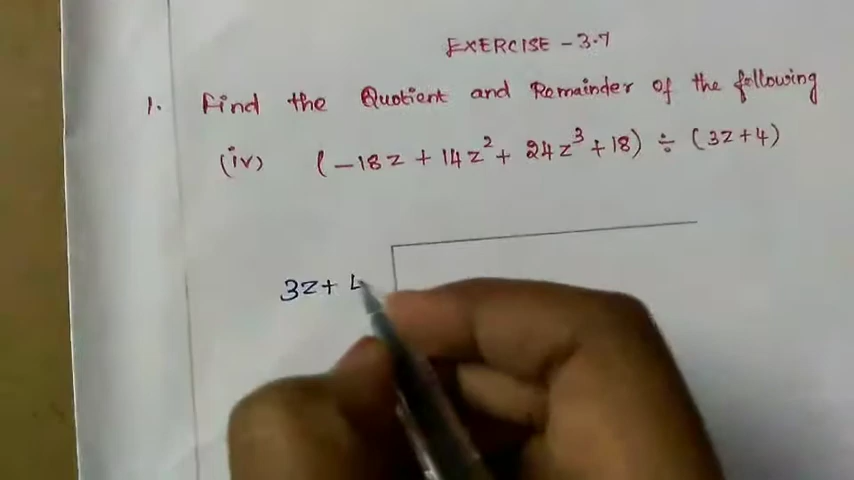 EXERCISE - 3.7
1. Find the Quotient and Remainder of the following
(iv) (-18z + 14z² + 24z³ + 18) ÷ (3z+4)
3z+ 4